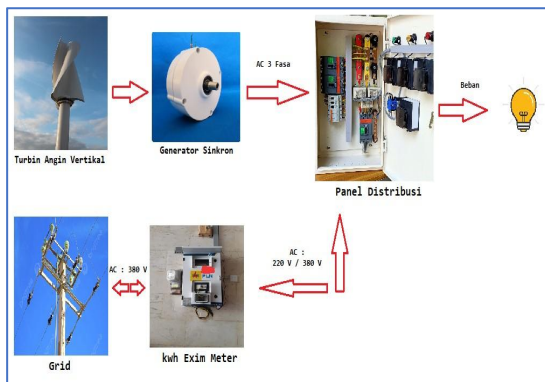 AC 3 Fasa
Beban
Turbin Angin Vertikal
Generator Sinkron
Panel Distribusi
AC : 380 V
AC :
220 V / 380 V
Grid
kwh Exim Meter